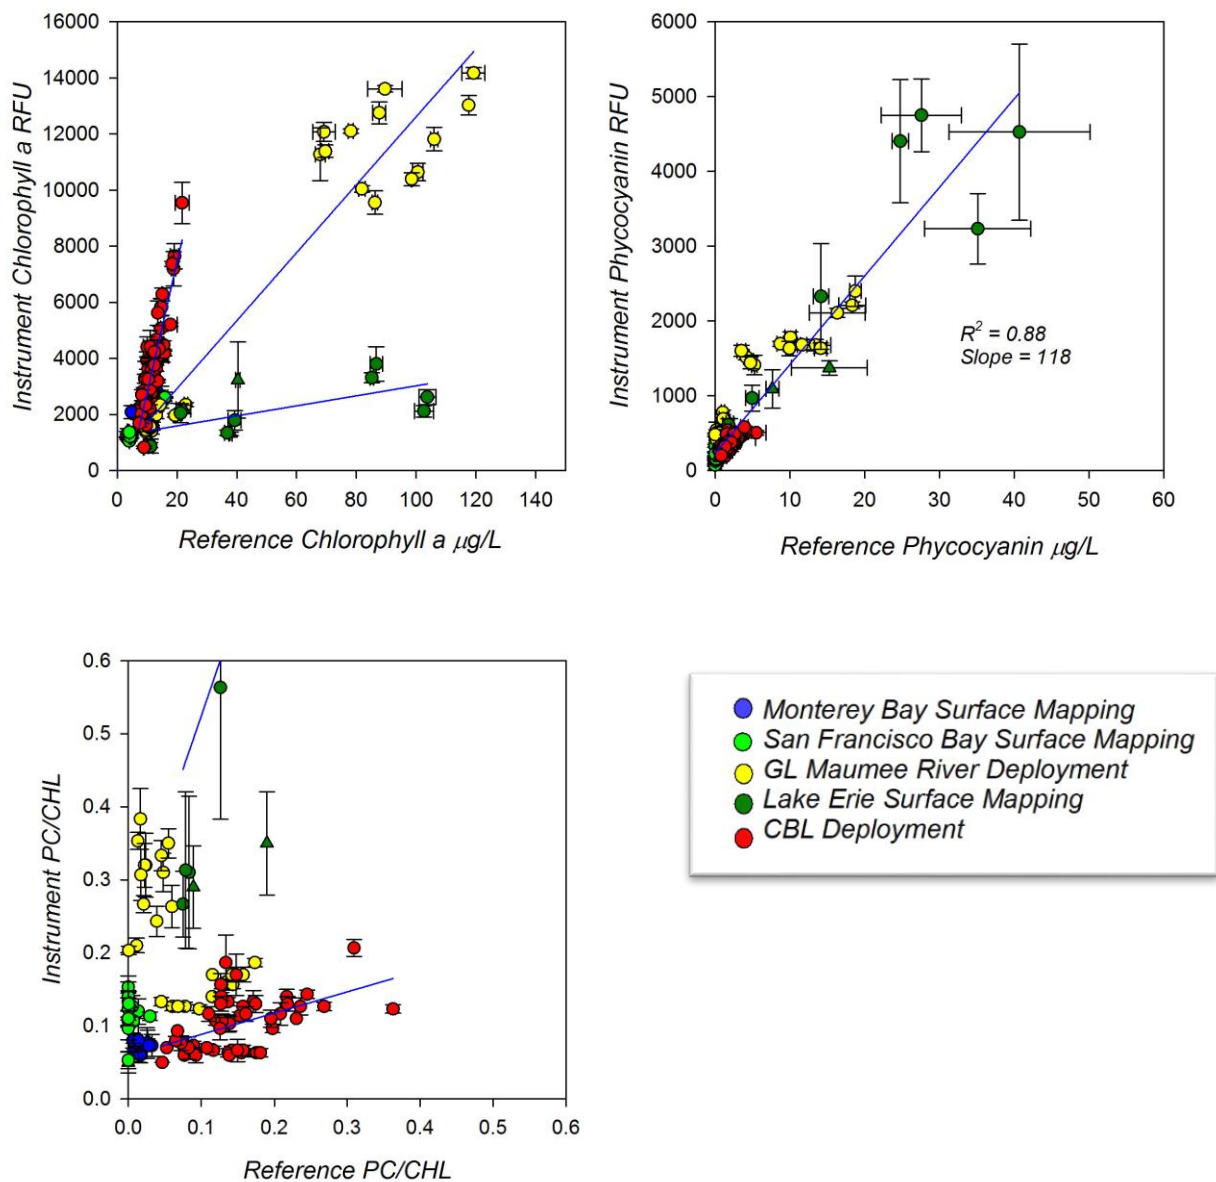 16000
14000
12000
10000
8000
6000
4000
2000
0
Instrument Chlorophyll a RFU
0 20 40 60 80 100 120 140
Reference Chlorophyll a μg/L
6000
5000
4000
3000
2000
1000
0
Instrument Phycocyanin RFU
R² = 0.88
Slope = 118
0 10 20 30 40 50 60
Reference Phycocyanin μg/L
0.6
0.5
0.4
0.3
0.2
0.1
0.0
Instrument PC/CHL
0.0 0.1 0.2 0.3 0.4 0.5 0.6
Reference PC/CHL
Monterey Bay Surface Mapping
San Francisco Bay Surface Mapping
GL Maumee River Deployment
Lake Erie Surface Mapping
CBL Deployment